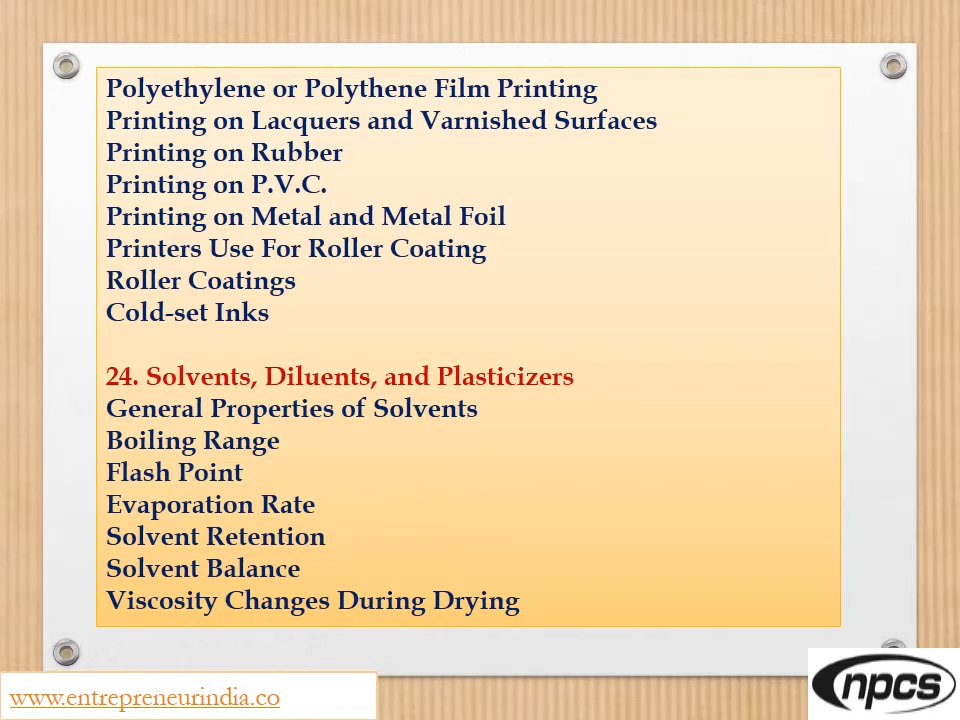 Polyethylene or Polythene Film Printing
Printing on Lacquers and Varnished Surfaces
Printing on Rubber
Printing on P.V.C.
Printing on Metal and Metal Foil
Printers Use For Roller Coating
Roller Coatings
Cold-set Inks
24. Solvents, Diluents, and Plasticizers
General Properties of Solvents
Boiling Range
Flash Point
Evaporation Rate
Solvent Retention
Solvent Balance
Viscosity Changes During Drying
www.entrepreneurindia.co
npcs